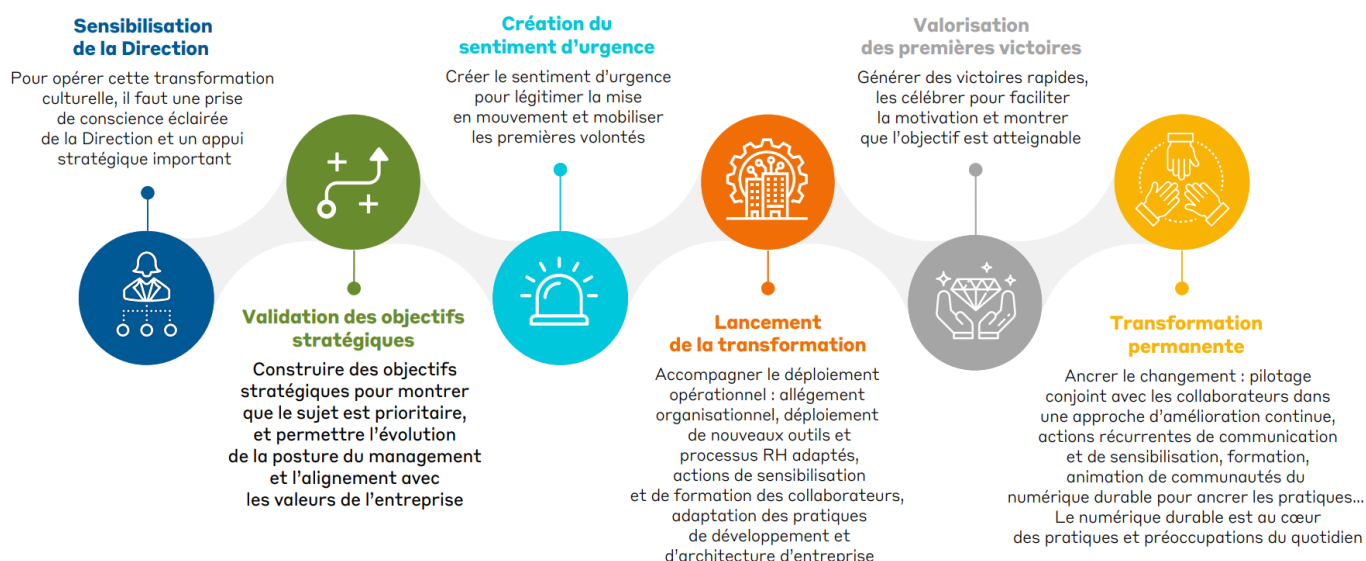 Sensibilisation
de la Direction
Pour opérer cette transformation
culturelle, il faut une prise
de conscience éclairée
de la Direction et un appui
stratégique important
Validation des objectifs
stratégiques
Construire des objectifs
stratégiques pour montrer
que le sujet est prioritaire,
et permettre l'évolution
de la posture du management
et l'alignement avec
les valeurs de l'entreprise
Création du
sentiment d'urgence
Créer le sentiment d'urgence
pour légitimer la mise
en mouvement et mobiliser
les premières volontés
Lancement
de la transformation
Accompagner le déploiement
opérationnel : allégement
organisationnel, déploiement
de nouveaux outils et
processus RH adaptés,
actions de sensibilisation
et de formation des collaborateurs,
adaptation des pratiques
de développement et
d'architecture d'entreprise
Valorisation
des premières victoires
Générer des victoires rapides,
les célébrer pour faciliter
la motivation et montrer
que l'objectif est atteignable
Transformation
permanente
Ancrer le changement : pilotage
conjoint avec les collaborateurs dans
une approche d'amélioration continue,
actions récurrentes de communication
et de sensibilisation, formation,
animation de communautés du
numérique durable pour ancrer les pratiques...
Le numérique durable est au cœur
des pratiques et préoccupations du quotidien